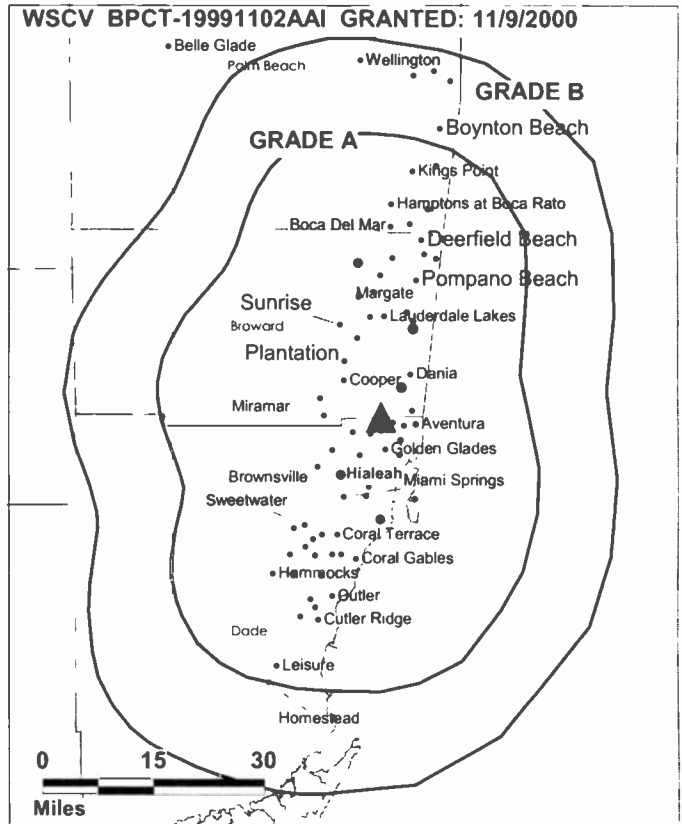 WSCV BPCT-19991102AAI GRANTED: 11/9/2000
Belle Glade
Palm Beach
Wellington
GRADE B
Boynton Beach
GRADE A
Kings Point
Hamptons at Boca Rato
Boca Del Mar
Deerfield Beach
Pompano Beach
Margate
Sunrise
Lauderdale Lakes
Broward
Plantation
Cooper
Dania
Miramar
Aventura
Golden Glades
Brownsville
Hialeah
Miami Springs
Sweetwater
Coral Terrace
Coral Gables
Hammocks
Cutler
Cutler Ridge
Dade
Leisure
Homestead
0 15 30
Miles